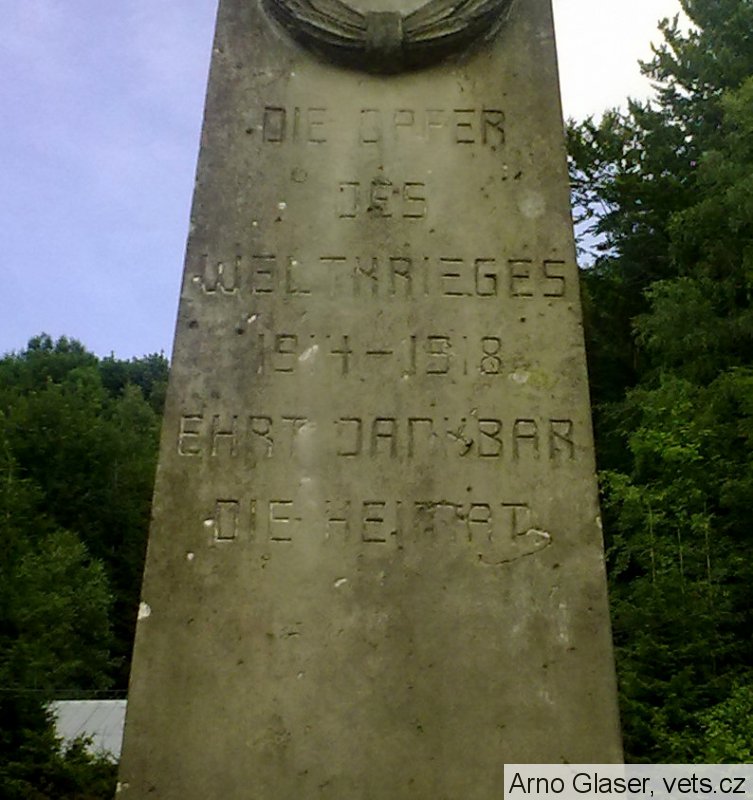 DIE OPFER
DES
WELTKRIEGES
1914-1918
EHRT DANKBAR
DIE HEIMAT
Arno Glaser, vets.cz